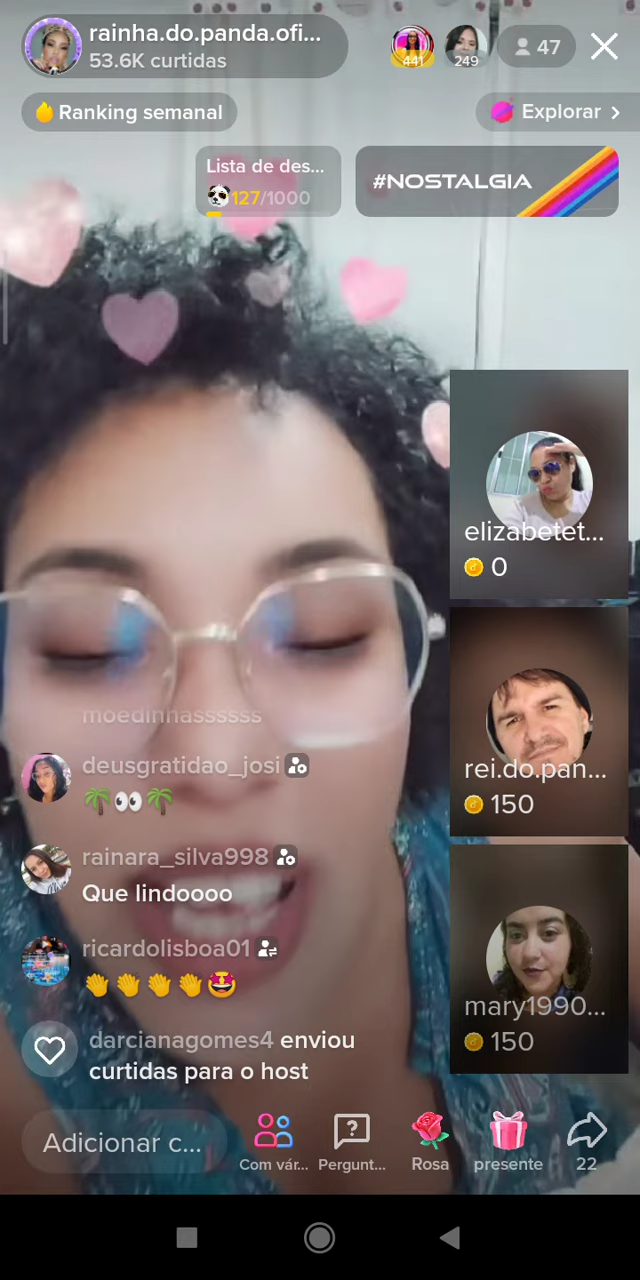 rainha.do.panda.ofi...
53.6K curtidas
441
249
47
Ranking semanal
Explorar
Lista de des...
127/1000
#NOSTALGIA
elizabetet...
0
rei.do.pan...
150
mary1990...
150
moedinhassssss
deusgratidao_josi
🌴👀🌴
rainara_silva998
Que lindoooo
ricardolisboa01
👏👏👏👏🤩
darcianagomes4 enviou
curtidas para o host
Adicionar c...
Com vár...
Pergunt...
Rosa
presente
22